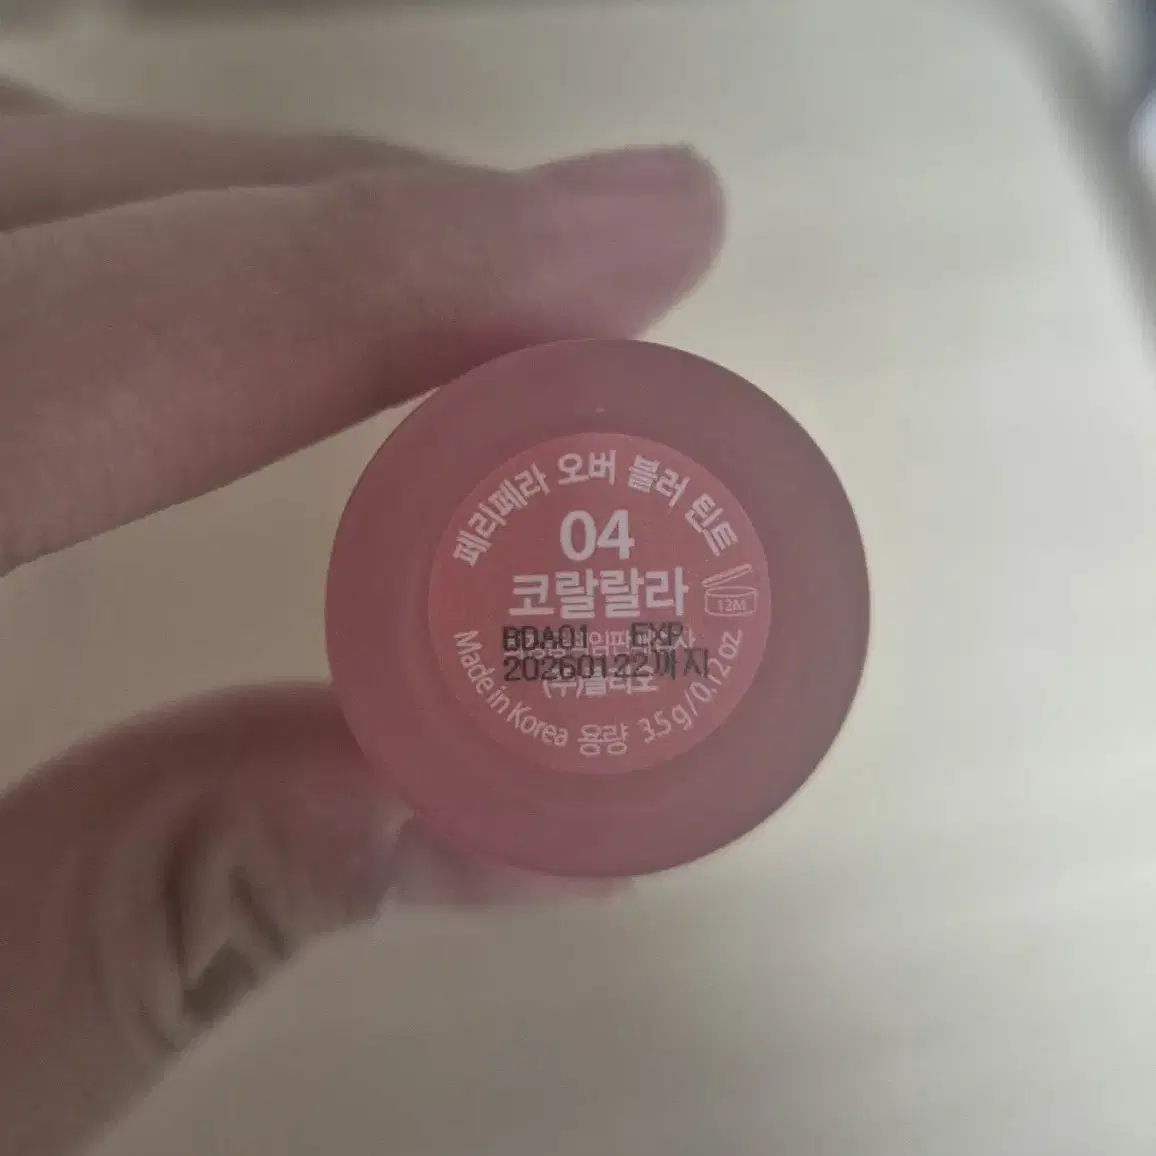 페리페라 오버 블러 틴트
04
코랄랄라
12M
BDA01 EXP
20260122까지
(주)클리오
Made in Korea 용량 3.5g/0.12oz